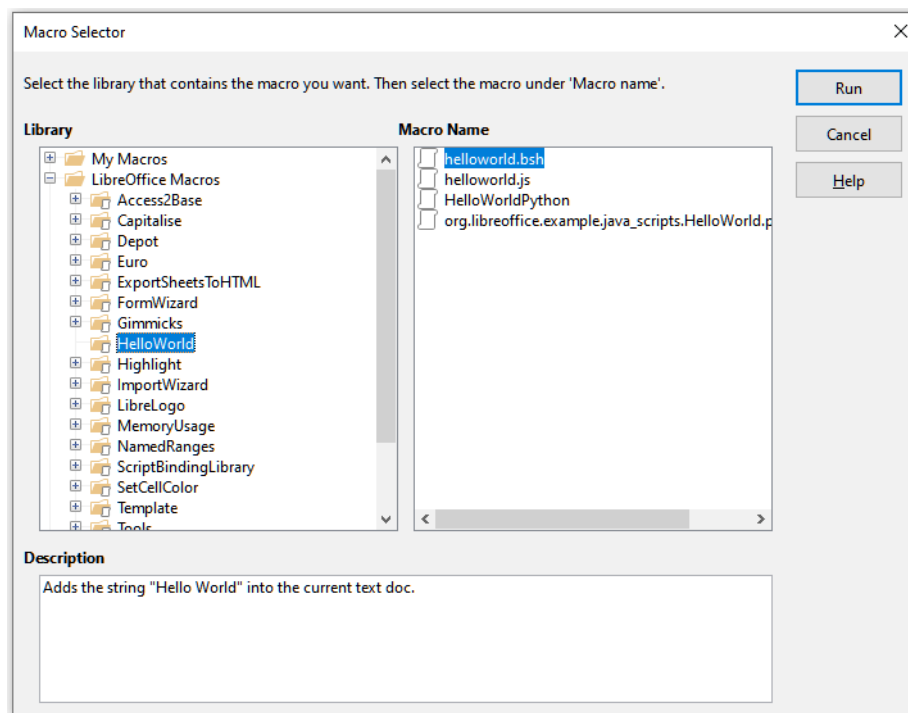 Macro Selector
Select the library that contains the macro you want. Then select the macro under 'Macro name'.
Run
Cancel
Help
Library
My Macros
LibreOffice Macros
Access2Base
Capitalise
Depot
Euro
ExportSheetsToHTML
FormWizard
Gimmicks
HelloWorld
Highlight
ImportWizard
LibreLogo
MemoryUsage
NamedRanges
ScriptBindingLibrary
SetCellColor
Template
Tools
Macro Name
helloworld.bsh
helloworld.js
HelloWorldPython
org.libreoffice.example.java_scripts.HelloWorld.p
Description
Adds the string "Hello World" into the current text doc.